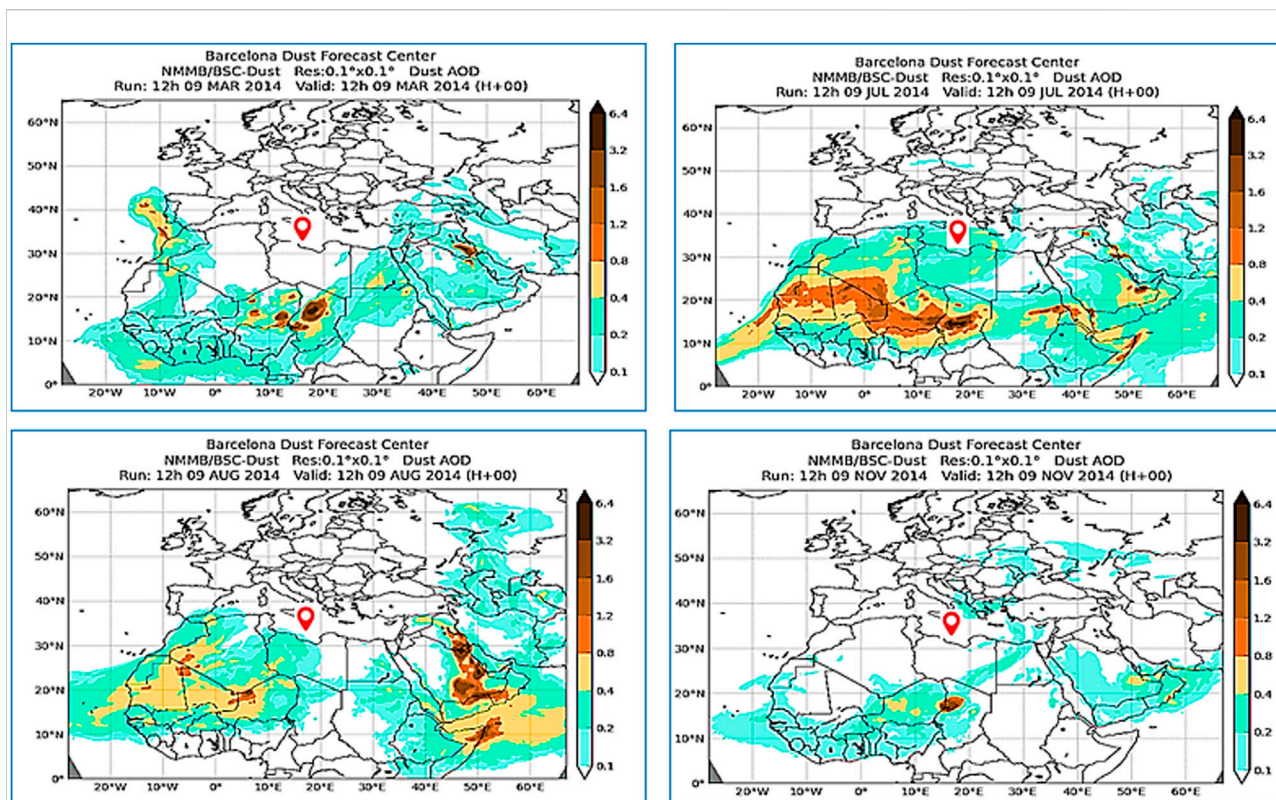 Barcelona Dust Forecast Center
NMMB/BSC-Dust Res:0.1°x0.1° Dust AOD
Run: 12h 09 MAR 2014 Valid: 12h 09 MAR 2014 (H+00)
60°N
50°N
40°N
30°N
20°N
10°N
0°
20°W
10°W
0°
10°E
20°E
30°E
40°E
50°E
60°E
6.4
3.2
1.6
1.2
0.8
0.4
0.2
0.1
Barcelona Dust Forecast Center
NMMB/BSC-Dust Res:0.1°x0.1° Dust AOD
Run: 12h 09 JUL 2014 Valid: 12h 09 JUL 2014 (H+00)
60°N
50°N
40°N
30°N
20°N
10°N
0°
20°W
10°W
0°
10°E
20°E
30°E
40°E
50°E
60°E
6.4
3.2
1.6
1.2
0.8
0.4
0.2
0.1
Barcelona Dust Forecast Center
NMMB/BSC-Dust Res:0.1°x0.1° Dust AOD
Run: 12h 09 AUG 2014 Valid: 12h 09 AUG 2014 (H+00)
60°N
50°N
40°N
30°N
20°N
10°N
0°
20°W
10°W
0°
10°E
20°E
30°E
40°E
50°E
60°E
6.4
3.2
1.6
1.2
0.8
0.4
0.2
0.1
Barcelona Dust Forecast Center
NMMB/BSC-Dust Res:0.1°x0.1° Dust AOD
Run: 12h 09 NOV 2014 Valid: 12h 09 NOV 2014 (H+00)
60°N
50°N
40°N
30°N
20°N
10°N
0°
20°W
10°W
0°
10°E
20°E
30°E
40°E
50°E
60°E
6.4
3.2
1.6
1.2
0.8
0.4
0.2
0.1